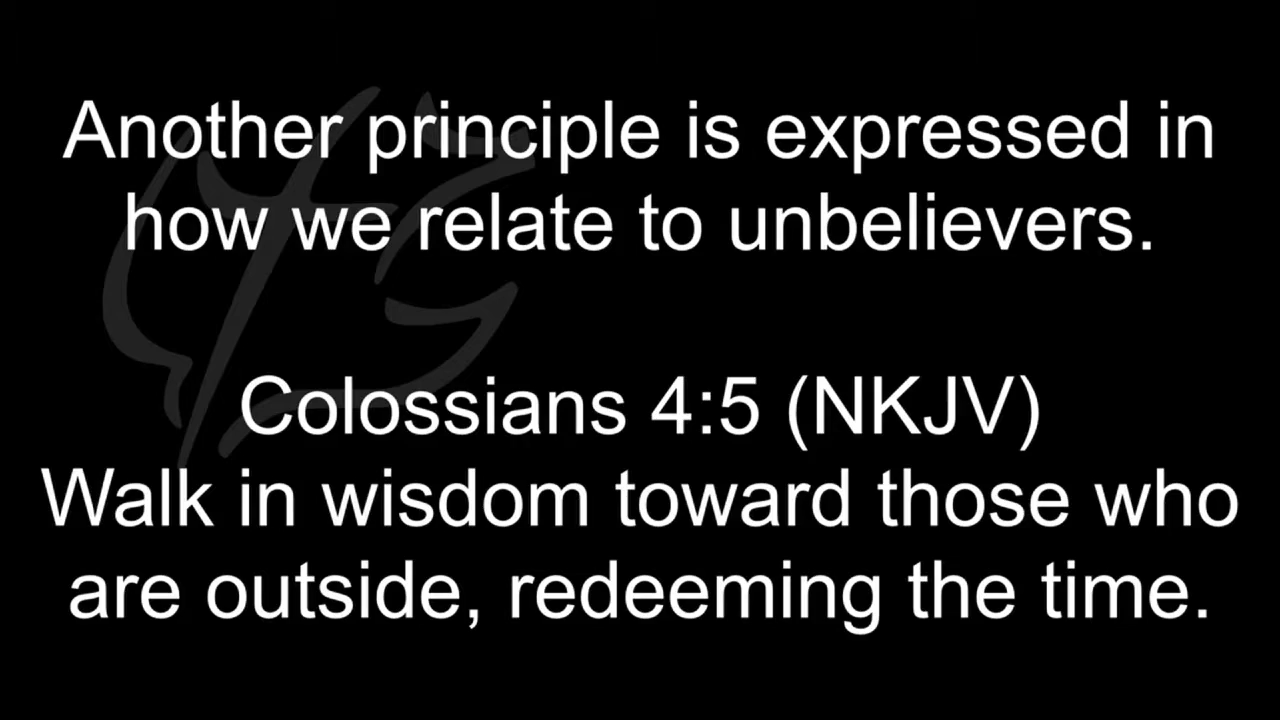 Another principle is expressed in
how we relate to unbelievers.
Colossians 4:5 (NKJV)
Walk in wisdom toward those who
are outside, redeeming the time.